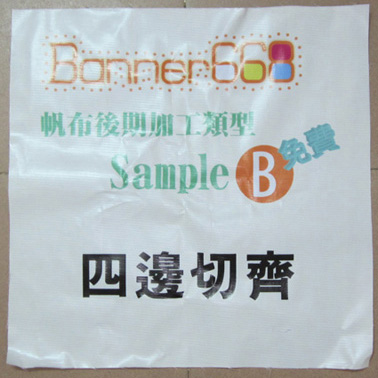 Banner668
帆布後期加工類型
免費
Sample B
四邊切齊